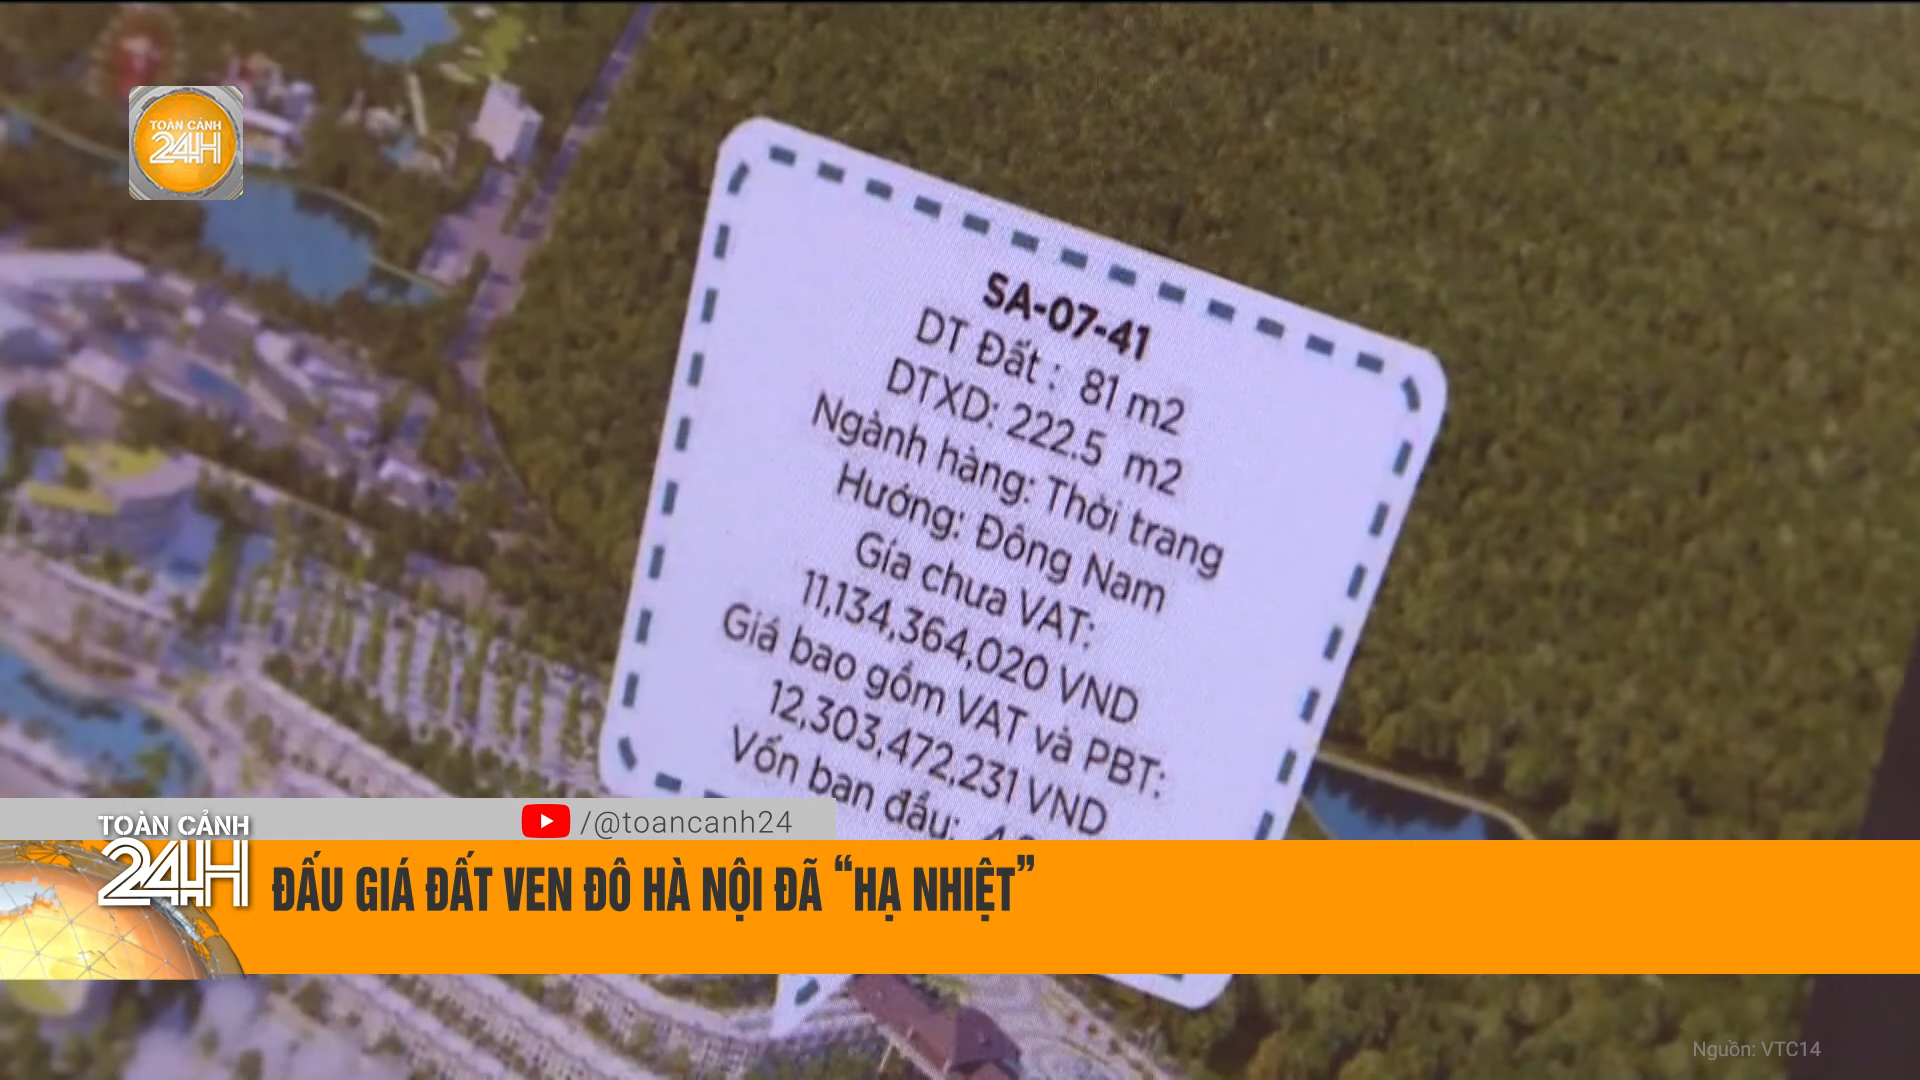 TOÀN CẢNH
24H
SA-07-41
DT Đất : 81 m2
DTXD: 222.5 m2
Ngành hàng: Thời trang
Hướng: Đông Nam
Gía chưa VAT:
11,134,364,020 VND
Giá bao gồm VAT và PBT:
12,303,472,231 VND
Vốn ban đầu:
/@toancanh24
TOÀN CẢNH
24H
ĐẤU GIÁ ĐẤT VEN ĐÔ HÀ NỘI ĐÃ “HẠ NHIỆT”
Nguồn: VTC14